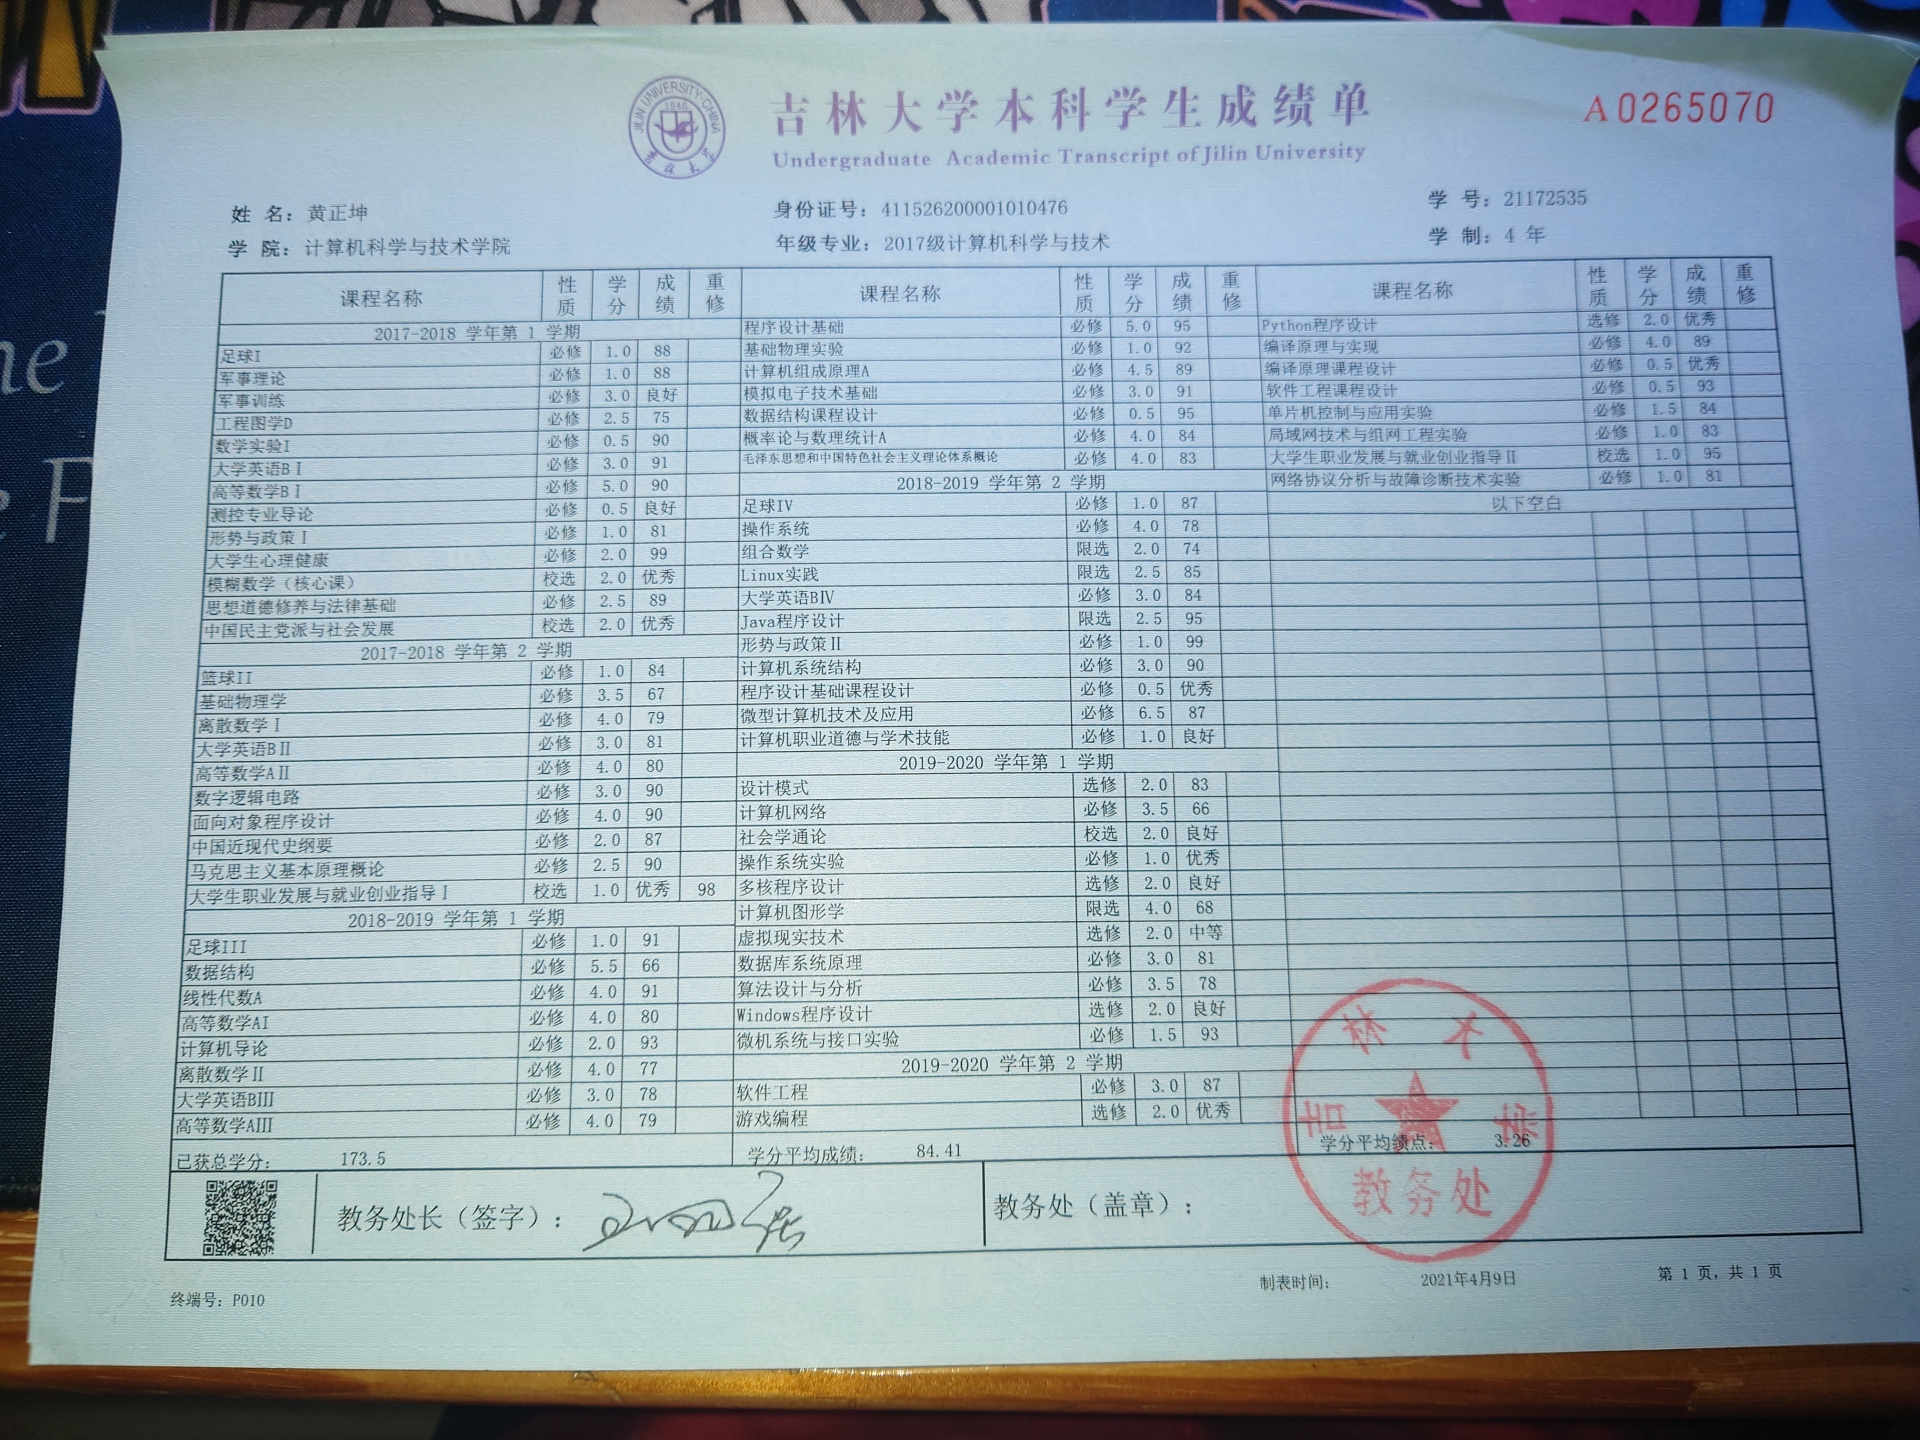 吉林大学本科学生成绩单
Undergraduate Academic Transcript of Jilin University
A0265070
JILIN UNIVERSITY·CHINA
1946
姓 名：黄正坤 身份证号：411526200001010476 学 号：21172535
学 院：计算机科学与技术学院 年级专业：2017级计算机科学与技术 学 制：4 年
课程名称 性质 学分 成绩 重修
2017-2018 学年第 1 学期
足球I 必修 1.0 88
军事理论 必修 1.0 88
军事训练 必修 3.0 良好
工程图学D 必修 2.5 75
数学实验I 必修 0.5 90
大学英语BⅠ 必修 3.0 91
高等数学BⅠ 必修 5.0 90
测控专业导论 必修 0.5 良好
形势与政策Ⅰ 必修 1.0 81
大学生心理健康 必修 2.0 99
模糊数学（核心课） 校选 2.0 优秀
思想道德修养与法律基础 必修 2.5 89
中国民主党派与社会发展 校选 2.0 优秀
2017-2018 学年第 2 学期
篮球II 必修 1.0 84
基础物理学 必修 3.5 67
离散数学Ⅰ 必修 4.0 79
大学英语BⅡ 必修 3.0 81
高等数学AⅡ 必修 4.0 80
数字逻辑电路 必修 3.0 90
面向对象程序设计 必修 4.0 90
中国近现代史纲要 必修 2.0 87
马克思主义基本原理概论 必修 2.5 90
大学生职业发展与就业创业指导Ⅰ 校选 1.0 优秀 98
2018-2019 学年第 1 学期
足球III 必修 1.0 91
数据结构 必修 5.5 66
线性代数A 必修 4.0 91
高等数学AI 必修 4.0 80
计算机导论 必修 2.0 93
离散数学Ⅱ 必修 4.0 77
大学英语BIII 必修 3.0 78
高等数学AIII 必修 4.0 79
课程名称 性质 学分 成绩 重修
程序设计基础 必修 5.0 95
基础物理实验 必修 1.0 92
计算机组成原理A 必修 4.5 89
模拟电子技术基础 必修 3.0 91
数据结构课程设计 必修 0.5 95
概率论与数理统计A 必修 4.0 84
毛泽东思想和中国特色社会主义理论体系概论 必修 4.0 83
2018-2019 学年第 2 学期
足球IV 必修 1.0 87
操作系统 必修 4.0 78
组合数学 限选 2.0 74
Linux实践 限选 2.5 85
大学英语BⅣ 必修 3.0 84
Java程序设计 限选 2.5 95
形势与政策Ⅱ 必修 1.0 99
计算机系统结构 必修 3.0 90
程序设计基础课程设计 必修 0.5 优秀
微型计算机技术及应用 必修 6.5 87
计算机职业道德与学术技能 必修 1.0 良好
2019-2020 学年第 1 学期
设计模式 选修 2.0 83
计算机网络 必修 3.5 66
社会学通论 校选 2.0 良好
操作系统实验 必修 1.0 优秀
多核程序设计 选修 2.0 良好
计算机图形学 限选 4.0 68
虚拟现实技术 选修 2.0 中等
数据库系统原理 必修 3.0 81
算法设计与分析 必修 3.5 78
Windows程序设计 选修 2.0 良好
微机系统与接口实验 必修 1.5 93
2019-2020 学年第 2 学期
软件工程 必修 3.0 87
游戏编程 选修 2.0 优秀
课程名称 性质 学分 成绩 重修
Python程序设计 选修 2.0 优秀
编译原理与实现 必修 4.0 89
编译原理课程设计 必修 0.5 优秀
软件工程课程设计 必修 0.5 93
单片机控制与应用实验 必修 1.5 84
局域网技术与组网工程实验 必修 1.0 83
大学生职业发展与就业创业指导Ⅱ 校选 1.0 95
网络协议分析与故障诊断技术实验 必修 1.0 81
以下空白
已获总学分： 173.5 学分平均成绩： 84.41 学分平均绩点： 3.26
教务处长（签字）： 教务处（盖章）：
吉林大学
教务处
制表时间： 2021年4月9日 第 1 页，共 1 页
终端号：P010